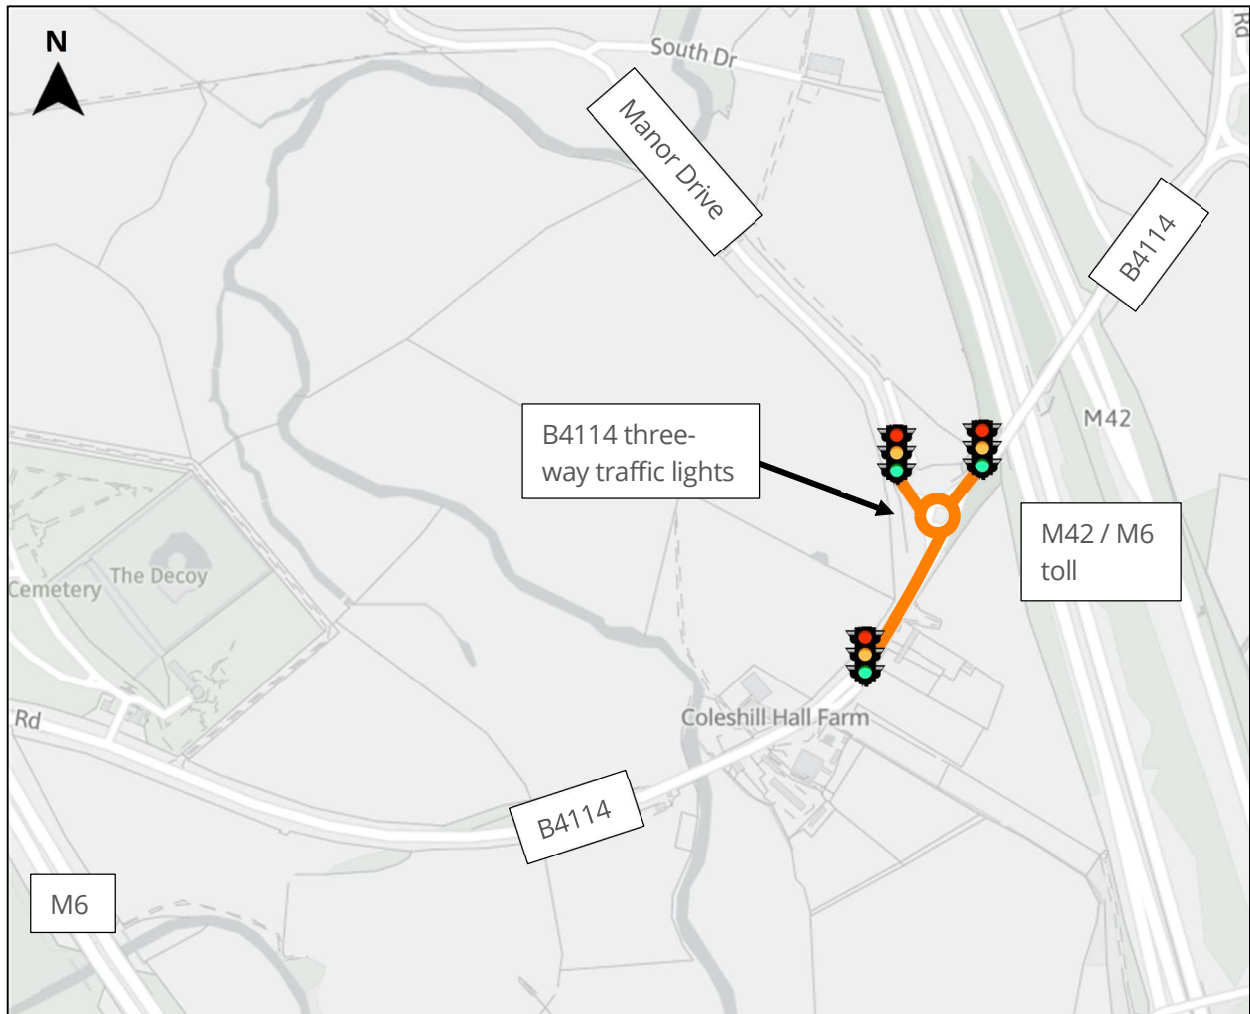 N
South Dr
Rd
Manor Drive
B4114
M42
B4114 three-
way traffic lights
M42 / M6
toll
The Decoy
Cemetery
Rd
Coleshill Hall Farm
B4114
M6